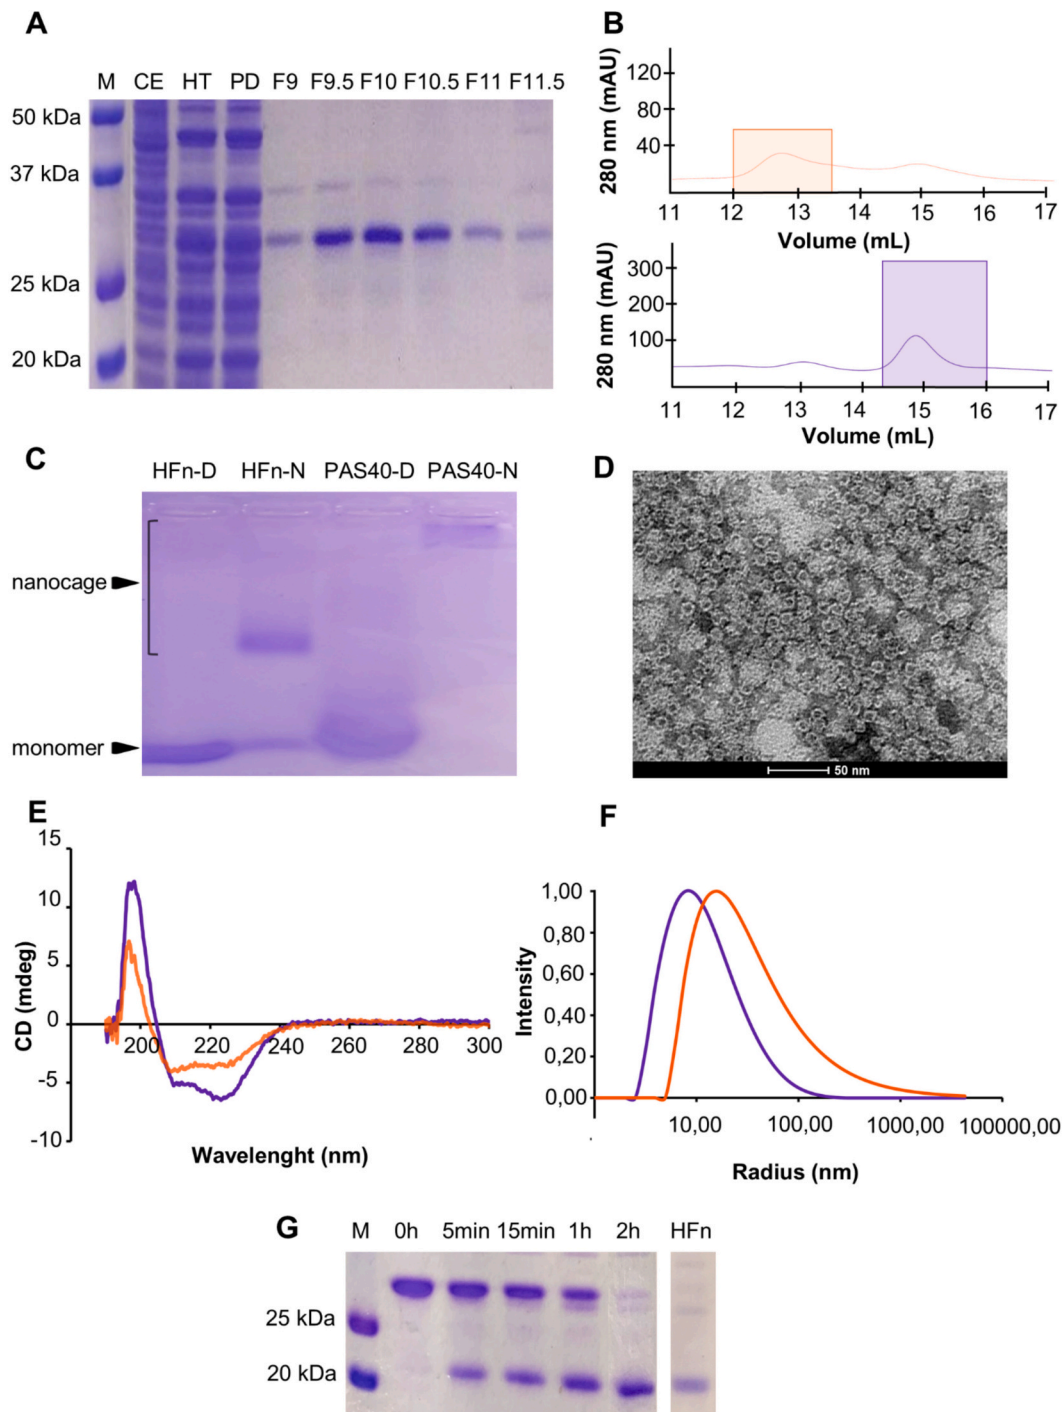 A
M CE HT PD F9 F9.5 F10 F10.5 F11 F11.5
50 kDa
37 kDa
25 kDa
20 kDa
B
280 nm (mAU)
120
80
40
11 12 13 14 15 16 17
Volume (mL)
280 nm (mAU)
300
200
100
11 12 13 14 15 16 17
Volume (mL)
C
HFn-D HFn-N PAS40-D PAS40-N
nanocage
monomer
D
50 nm
E
CD (mdeg)
15
10
5
0
-5
-10
200 220 240 260 280 300
Wavelenght (nm)
F
Intensity
1,00
0,80
0,60
0,40
0,20
0,00
10,00 100,00 1000,00 100000,00
Radius (nm)
G
M 0h 5min 15min 1h 2h HFn
25 kDa
20 kDa